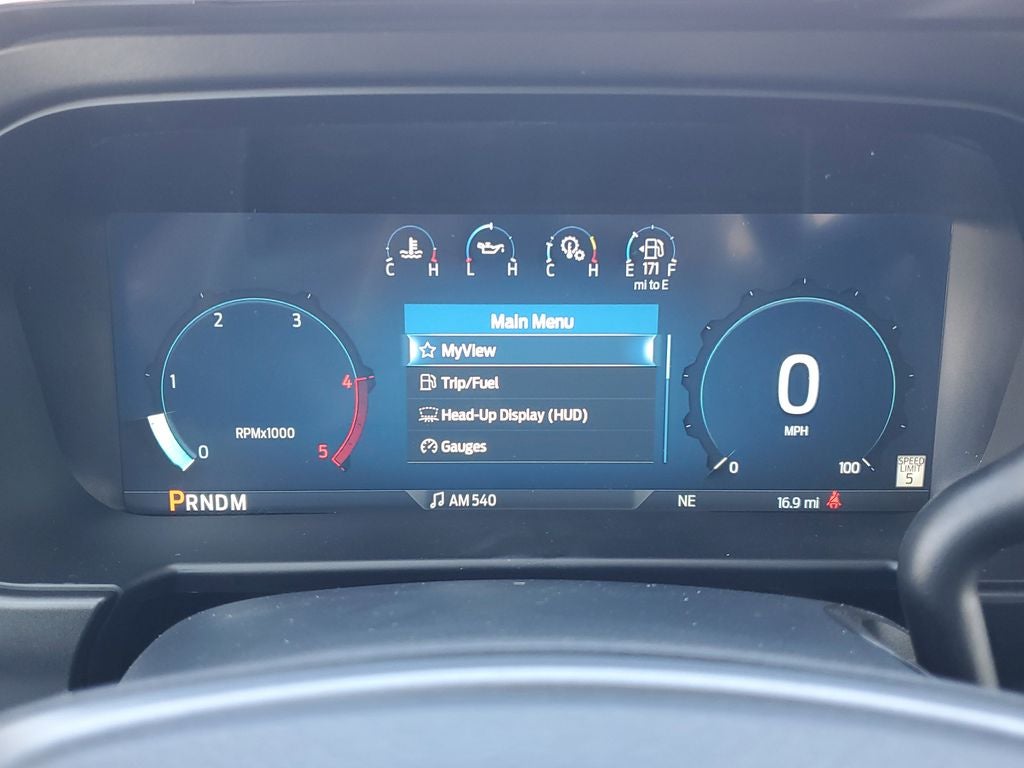 C H
L H
C H
E 171 F
mi to E
2 3
1 4
0 5
RPMx1000
Main Menu
MyView
Trip/Fuel
Head-Up Display (HUD)
Gauges
0
MPH
0 100
SPEED
LIMIT
5
PRNDM
AM 540
NE
16.9 mi